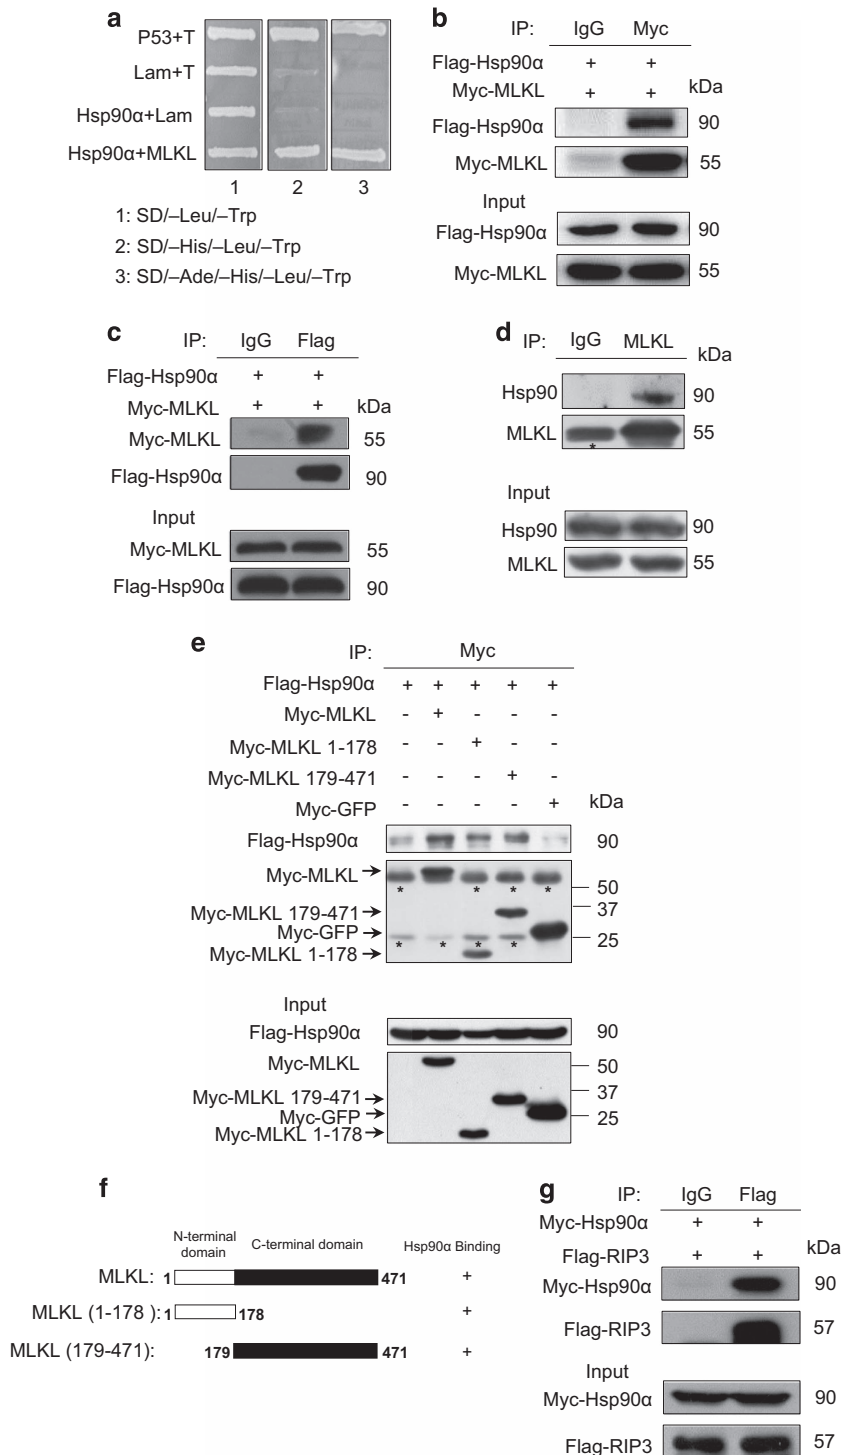 a
P53+T
Lam+T
Hsp90α+Lam
Hsp90α+MLKL
1 2 3
1: SD/–Leu/–Trp
2: SD/–His/–Leu/–Trp
3: SD/–Ade/–His/–Leu/–Trp
b
IP: IgG Myc
Flag-Hsp90α + +
Myc-MLKL + + kDa
Flag-Hsp90α 90
Myc-MLKL 55
Input
Flag-Hsp90α 90
Myc-MLKL 55
c
IP: IgG Flag
Flag-Hsp90α + +
Myc-MLKL + + kDa
Myc-MLKL 55
Flag-Hsp90α 90
Input
Myc-MLKL 55
Flag-Hsp90α 90
d
IP: IgG MLKL
kDa
Hsp90 90
MLKL 55
*
Input
Hsp90 90
MLKL 55
e
IP: Myc
Flag-Hsp90α + + + + +
Myc-MLKL - + - - -
Myc-MLKL 1-178 - - + - -
Myc-MLKL 179-471 - - - + -
Myc-GFP - - - - + kDa
Flag-Hsp90α 90
Myc-MLKL
* * * * 50
Myc-MLKL 179-471 37
Myc-GFP 25
* * * *
Myc-MLKL 1-178
Input
Flag-Hsp90α 90
Myc-MLKL 50
Myc-MLKL 179-471 37
Myc-GFP 25
Myc-MLKL 1-178
f
N-terminal domain C-terminal domain Hsp90α Binding
MLKL: 1 471 +
MLKL (1-178 ): 1 178 +
MLKL (179-471): 179 471 +
g
IP: IgG Flag
Myc-Hsp90α + +
Flag-RIP3 + + kDa
Myc-Hsp90α 90
Flag-RIP3 57
Input
Myc-Hsp90α 90
Flag-RIP3 57